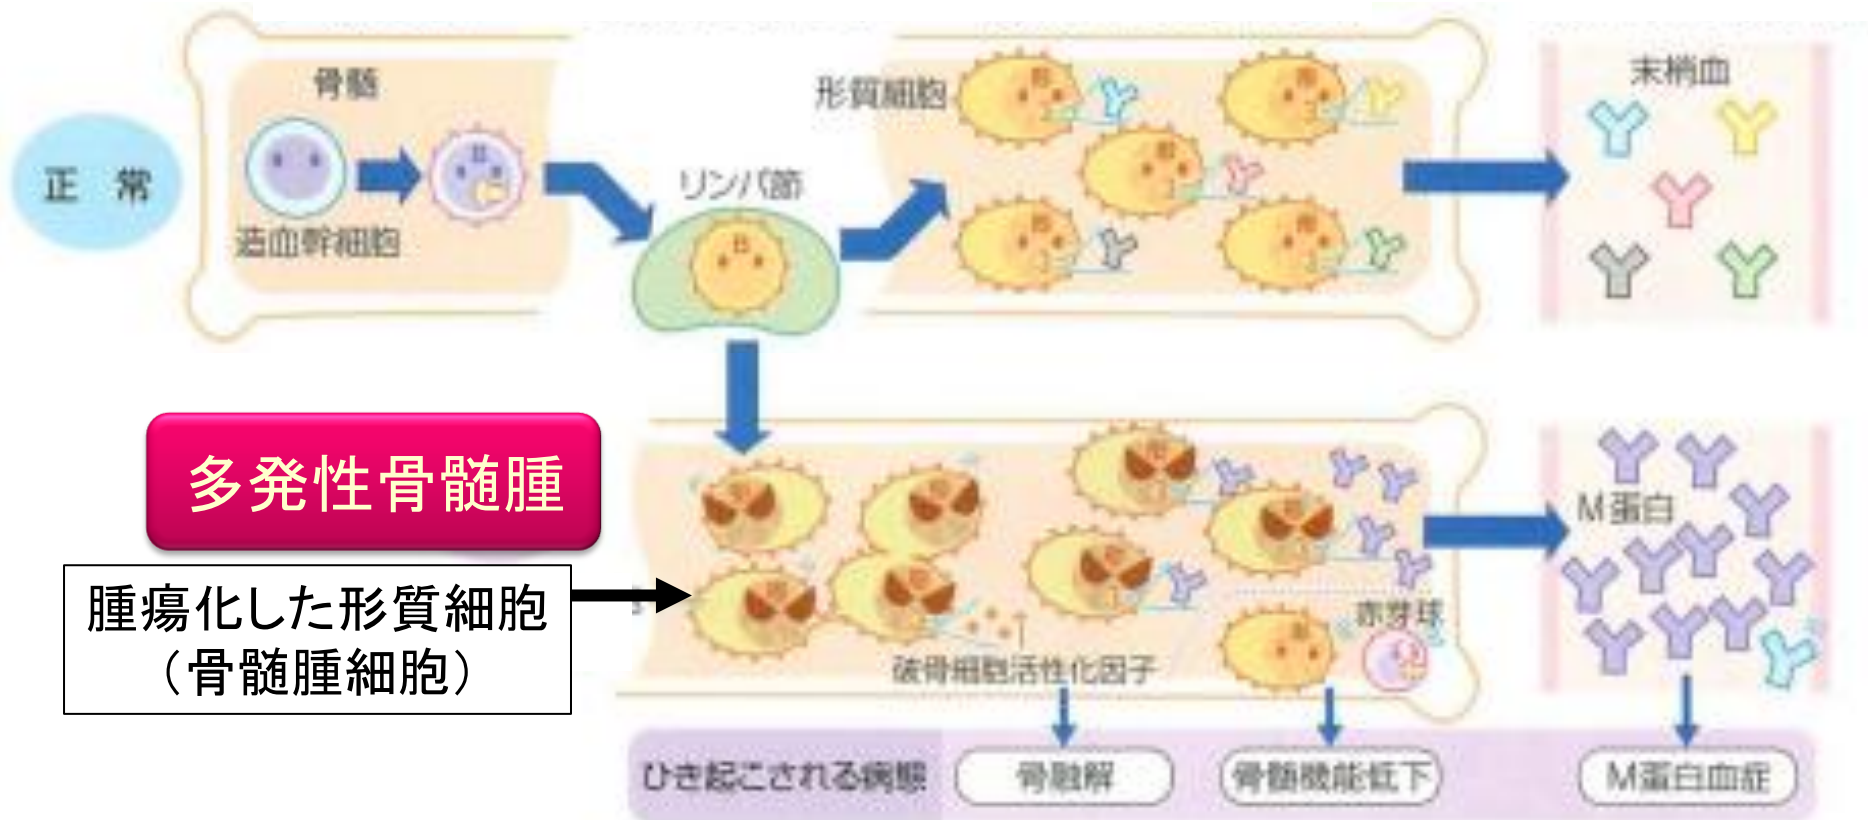 正 常
骨髄
造血幹細胞
B
リンパ節
B
形質細胞
末梢血
多発性骨髄腫
腫瘍化した形質細胞
（骨髄腫細胞）
破骨細胞活性化因子
赤芽球
M蛋白
ひき起こされる病態
骨融解
骨髄機能低下
M蛋白血症